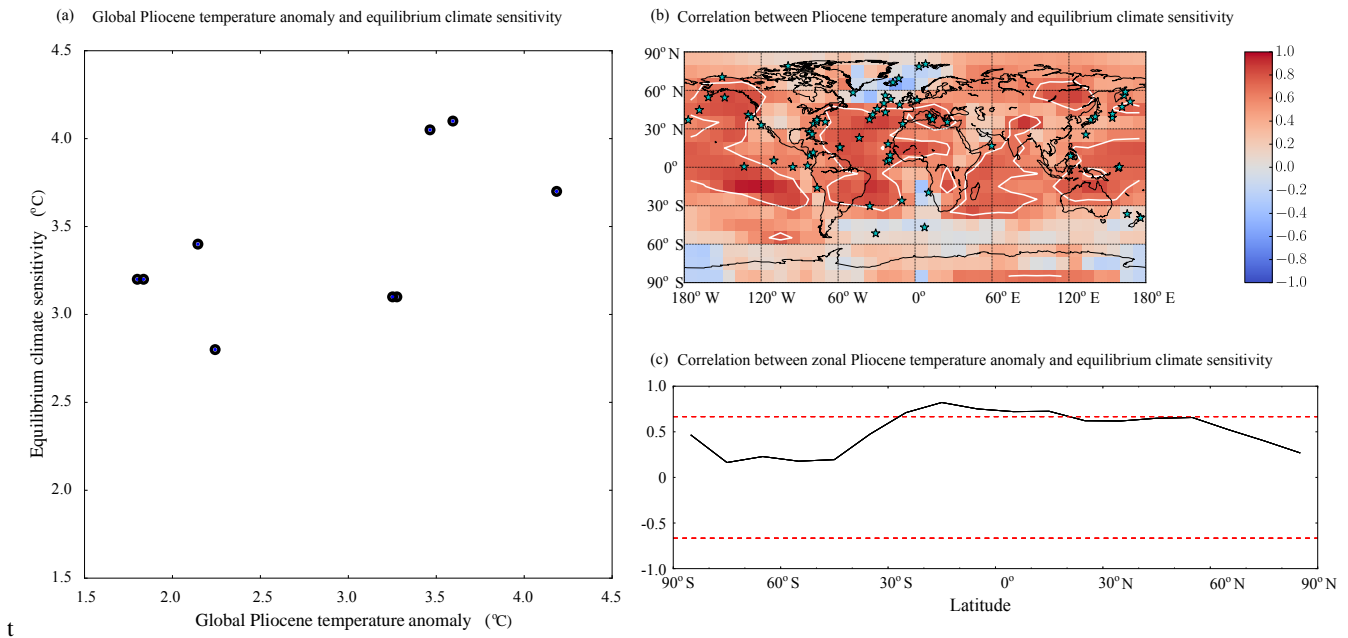 (a) Global Pliocene temperature anomaly and equilibrium climate sensitivity
4.5
4.0
3.5
3.0
2.5
2.0
1.5
1.5 2.0 2.5 3.0 3.5 4.0 4.5
Equilibrium climate sensitivity (°C)
Global Pliocene temperature anomaly (°C)
t
(b) Correlation between Pliocene temperature anomaly and equilibrium climate sensitivity
90° N
60° N
30° N
0°
30° S
60° S
90° S
180° W 120° W 60° W 0° 60° E 120° E 180° E
1.0
0.8
0.6
0.4
0.2
0.0
−0.2
−0.4
−0.6
−0.8
−1.0
(c) Correlation between zonal Pliocene temperature anomaly and equilibrium climate sensitivity
1.0
0.5
0
-0.5
-1.0
90°S 60°S 30°S 0° 30°N 60°N 90°N
Latitude